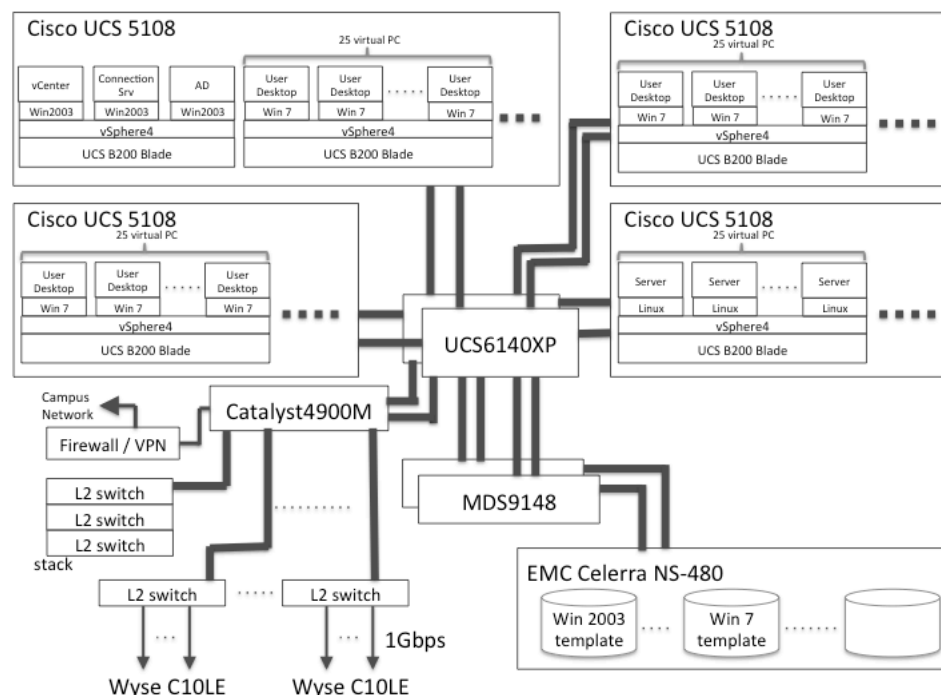 Cisco UCS 5108
25 virtual PC
vCenter
Connection
Srv
AD
User
Desktop
User
Desktop
User
Desktop
Win2003
Win2003
Win2003
Win 7
Win 7
Win 7
vSphere4
vSphere4
UCS B200 Blade
UCS B200 Blade
Cisco UCS 5108
25 virtual PC
User
Desktop
User
Desktop
User
Desktop
Win 7
Win 7
Win 7
vSphere4
UCS B200 Blade
Cisco UCS 5108
25 virtual PC
User
Desktop
User
Desktop
User
Desktop
Win 7
Win 7
Win 7
vSphere4
UCS B200 Blade
Cisco UCS 5108
25 virtual PC
Server
Server
Server
Linux
Linux
Linux
vSphere4
UCS B200 Blade
UCS6140XP
Catalyst4900M
Campus
Network
Firewall / VPN
L2 switch
L2 switch
L2 switch
stack
MDS9148
L2 switch
L2 switch
1Gbps
Wyse C10LE
Wyse C10LE
EMC Celerra NS-480
Win 2003
template
Win 7
template